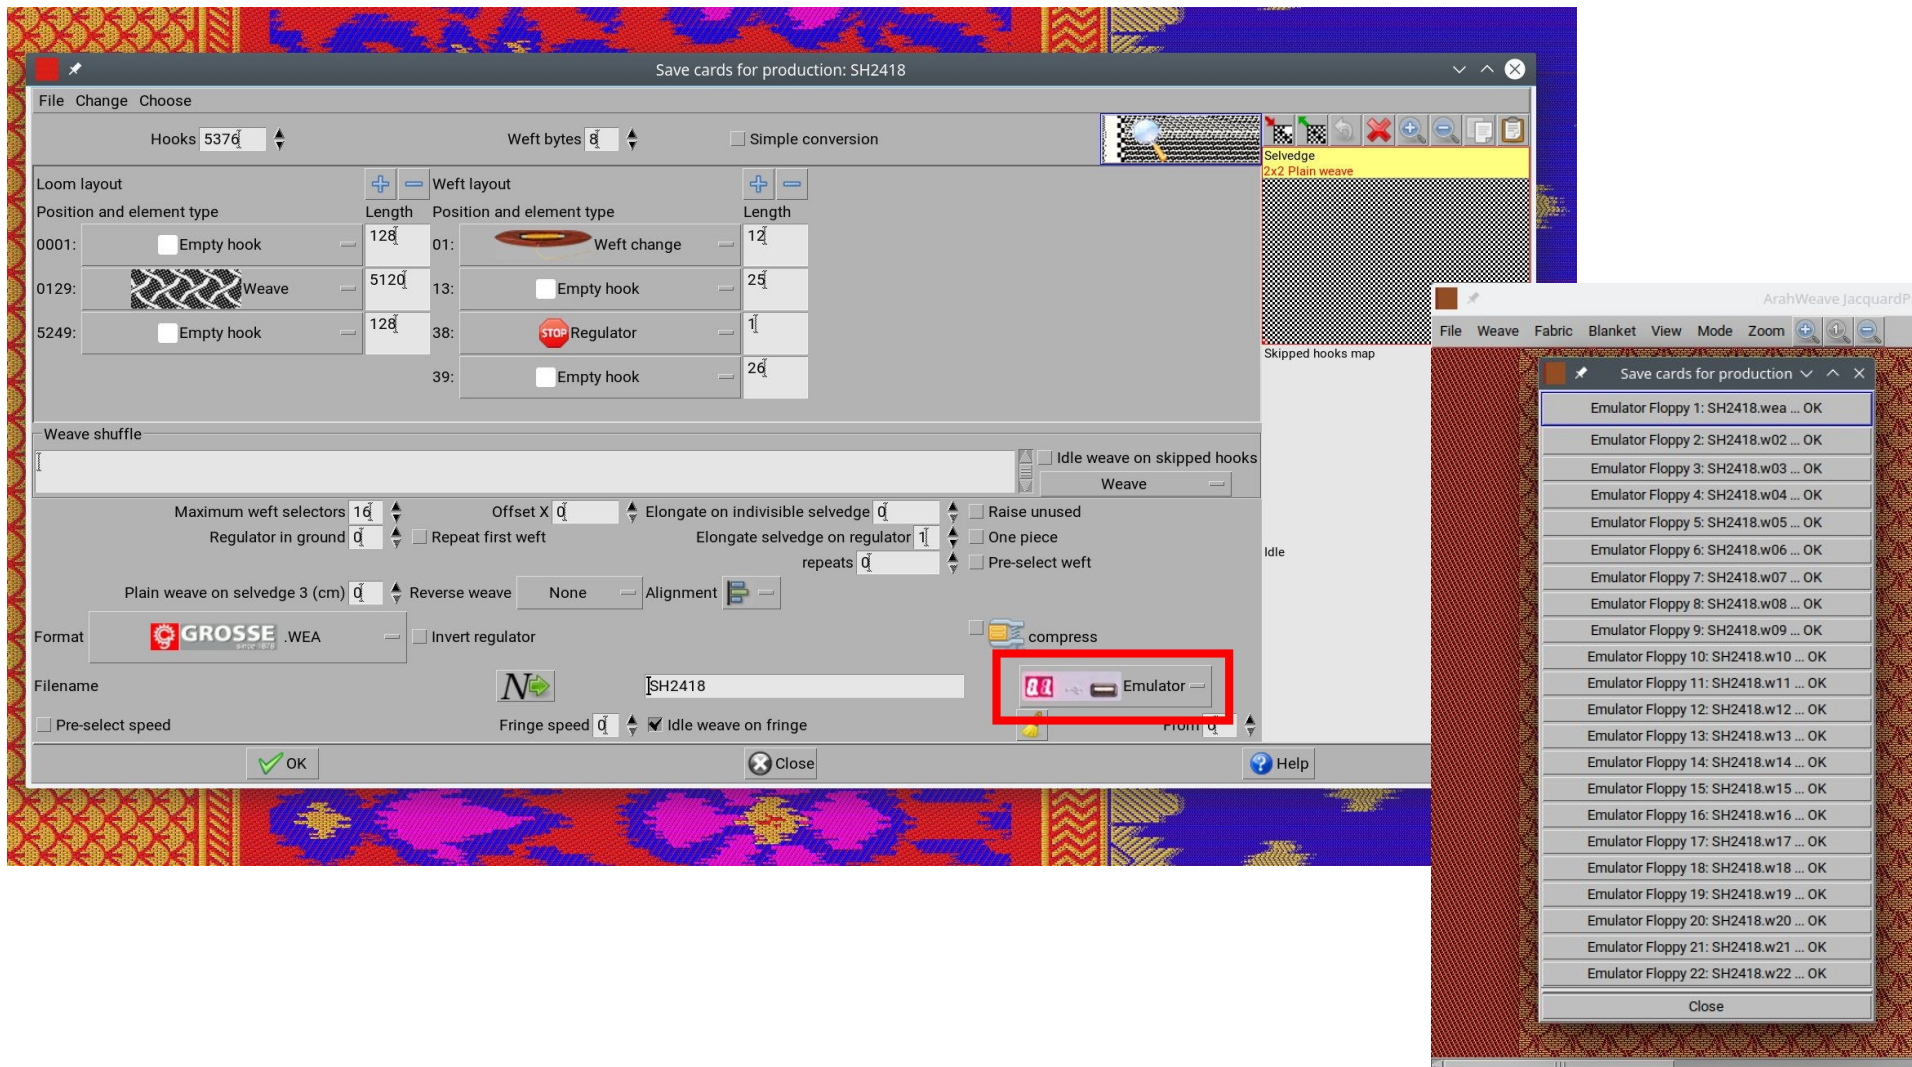 Save cards for production: SH2418
File Change Choose
Hooks 5376
Weft bytes 8
Simple conversion
Selvedge
2x2 Plain weave
Loom layout
Weft layout
Position and element type Length
Position and element type Length
0001: Empty hook 128
01: Weft change 12
0129: Weave 5120
13: Empty hook 25
5249: Empty hook 128
38: STOP Regulator 1
39: Empty hook 26
Skipped hooks map
Weave shuffle
Idle weave on skipped hooks
Weave
Maximum weft selectors 16
Offset X 0
Elongate on indivisible selvedge 0
Raise unused
Regulator in ground 0
Repeat first weft
Elongate selvedge on regulator 1
One piece
repeats 0
Pre-select weft
Idle
Plain weave on selvedge 3 (cm) 0
Reverse weave None
Alignment
Format GROSSE .WEA
since 1879
Invert regulator
compress
Filename
N
SH2418
aa Emulator
Pre-select speed
Fringe speed 0
Idle weave on fringe
From 0
OK
Close
Help
ArahWeave JacquardP
File Weave Fabric Blanket View Mode Zoom
1
Save cards for production
Emulator Floppy 1: SH2418.wea ... OK
Emulator Floppy 2: SH2418.w02 ... OK
Emulator Floppy 3: SH2418.w03 ... OK
Emulator Floppy 4: SH2418.w04 ... OK
Emulator Floppy 5: SH2418.w05 ... OK
Emulator Floppy 6: SH2418.w06 ... OK
Emulator Floppy 7: SH2418.w07 ... OK
Emulator Floppy 8: SH2418.w08 ... OK
Emulator Floppy 9: SH2418.w09 ... OK
Emulator Floppy 10: SH2418.w10 ... OK
Emulator Floppy 11: SH2418.w11 ... OK
Emulator Floppy 12: SH2418.w12 ... OK
Emulator Floppy 13: SH2418.w13 ... OK
Emulator Floppy 14: SH2418.w14 ... OK
Emulator Floppy 15: SH2418.w15 ... OK
Emulator Floppy 16: SH2418.w16 ... OK
Emulator Floppy 17: SH2418.w17 ... OK
Emulator Floppy 18: SH2418.w18 ... OK
Emulator Floppy 19: SH2418.w19 ... OK
Emulator Floppy 20: SH2418.w20 ... OK
Emulator Floppy 21: SH2418.w21 ... OK
Emulator Floppy 22: SH2418.w22 ... OK
Close